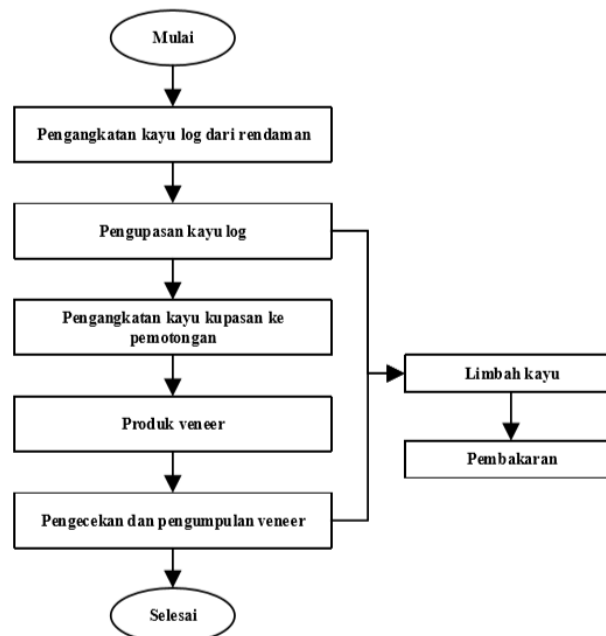 Mulai
Pengangkatan kayu log dari rendaman
Pengupasan kayu log
Pengangkatan kayu kupasan ke
pemotongan
Produk veneer
Pengecekan dan pengumpulan veneer
Selesai
Limbah kayu
Pembakaran